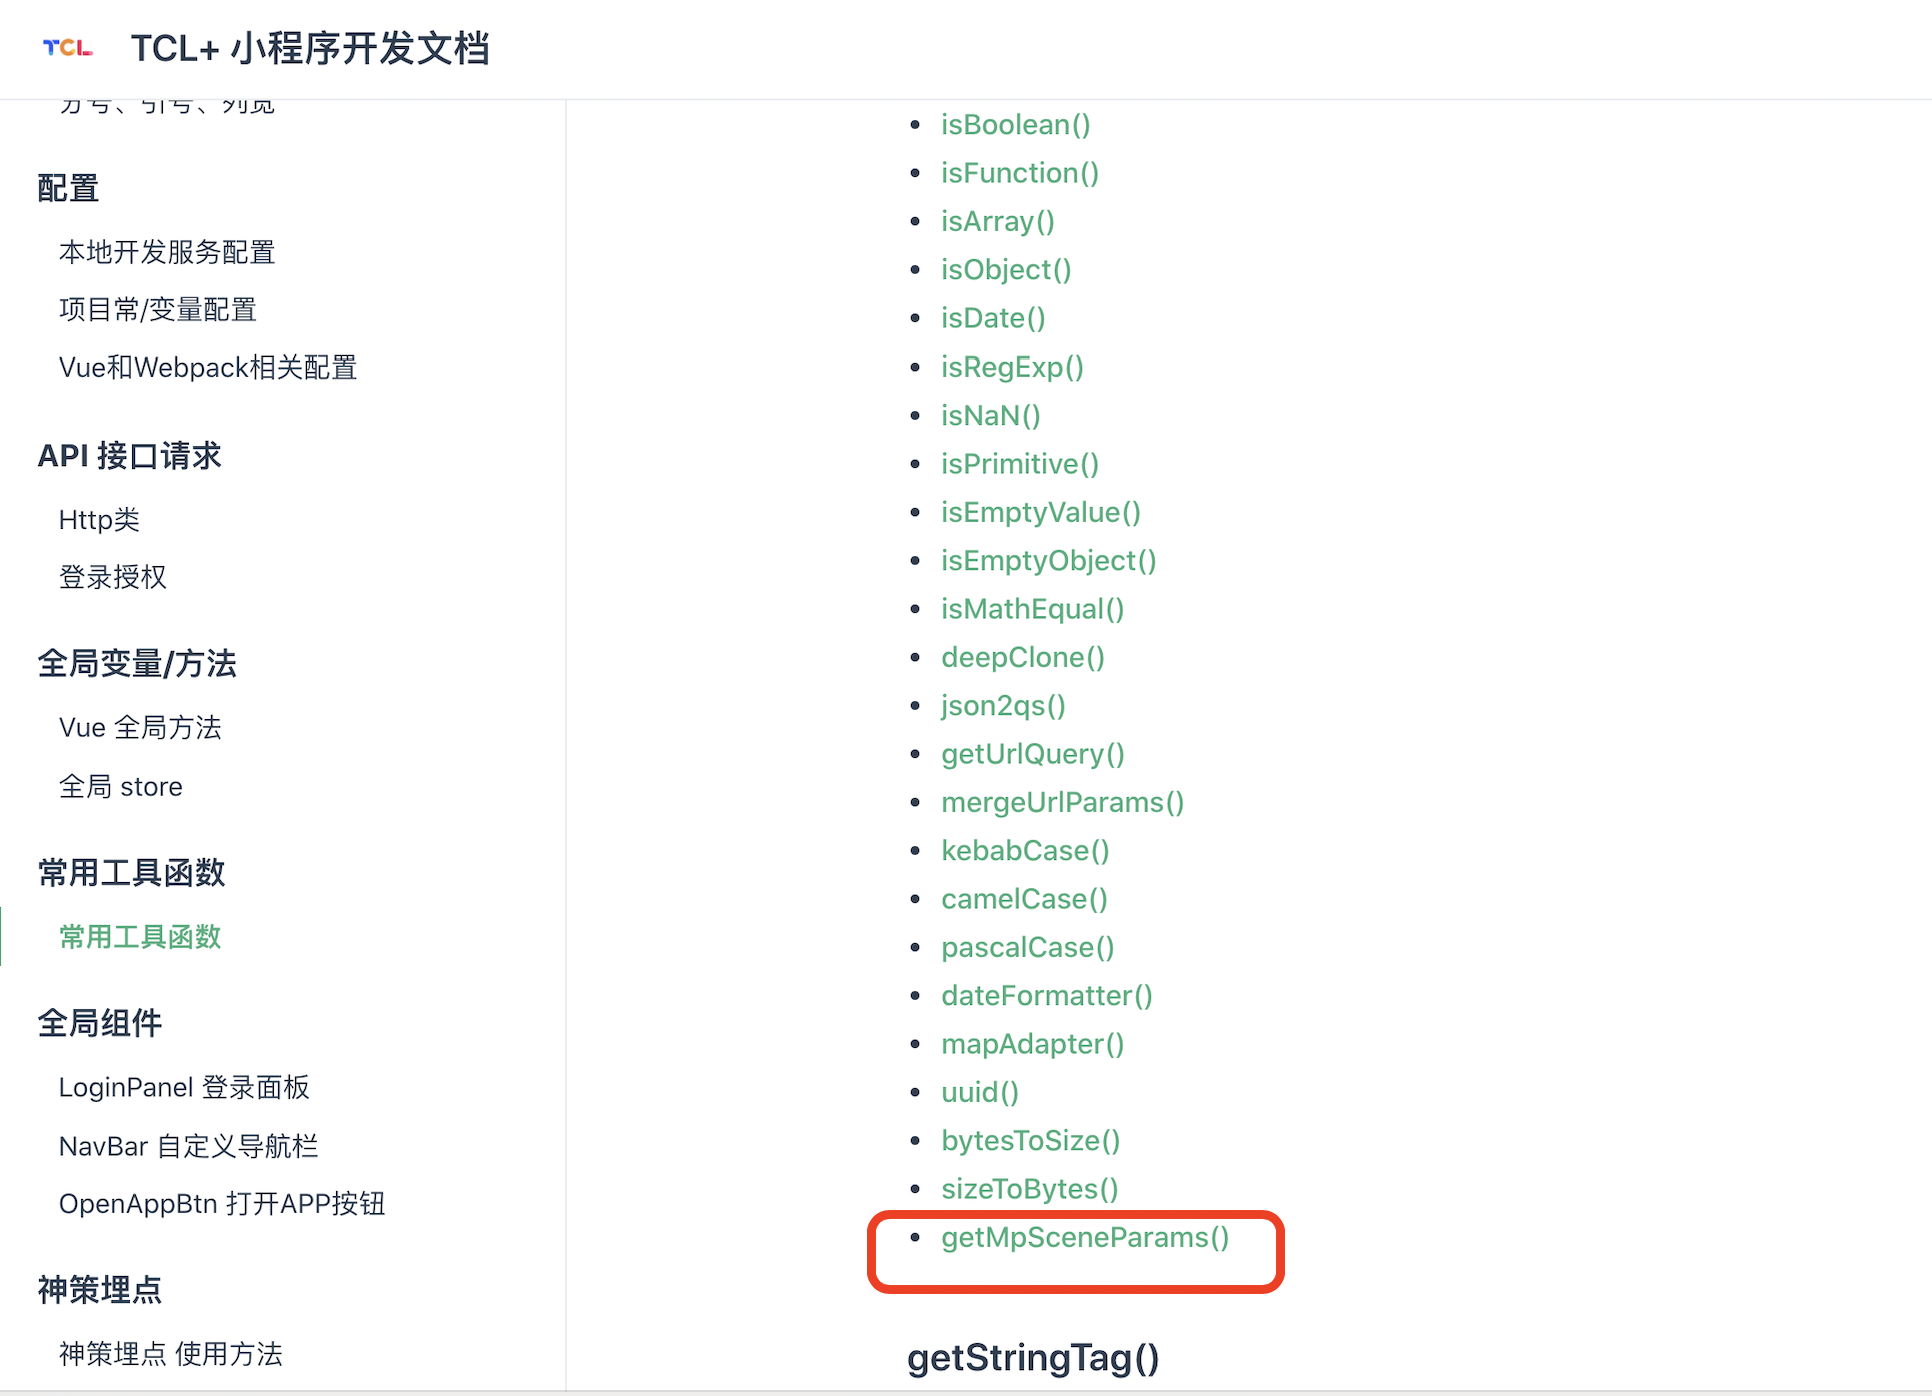 TCL TCL+ 小程序开发文档
分号、引号、列宽
配置
本地开发服务配置
项目常/变量配置
Vue和Webpack相关配置
API 接口请求
Http类
登录授权
全局变量/方法
Vue 全局方法
全局 store
常用工具函数
常用工具函数
全局组件
LoginPanel 登录面板
NavBar 自定义导航栏
OpenAppBtn 打开APP按钮
神策埋点
神策埋点 使用方法
isBoolean()
isFunction()
isArray()
isObject()
isDate()
isRegExp()
isNaN()
isPrimitive()
isEmptyValue()
isEmptyObject()
isMathEqual()
deepClone()
json2qs()
getUrlQuery()
mergeUrlParams()
kebabCase()
camelCase()
pascalCase()
dateFormatter()
mapAdapter()
uuid()
bytesToSize()
sizeToBytes()
getMpSceneParams()
getStringTag()